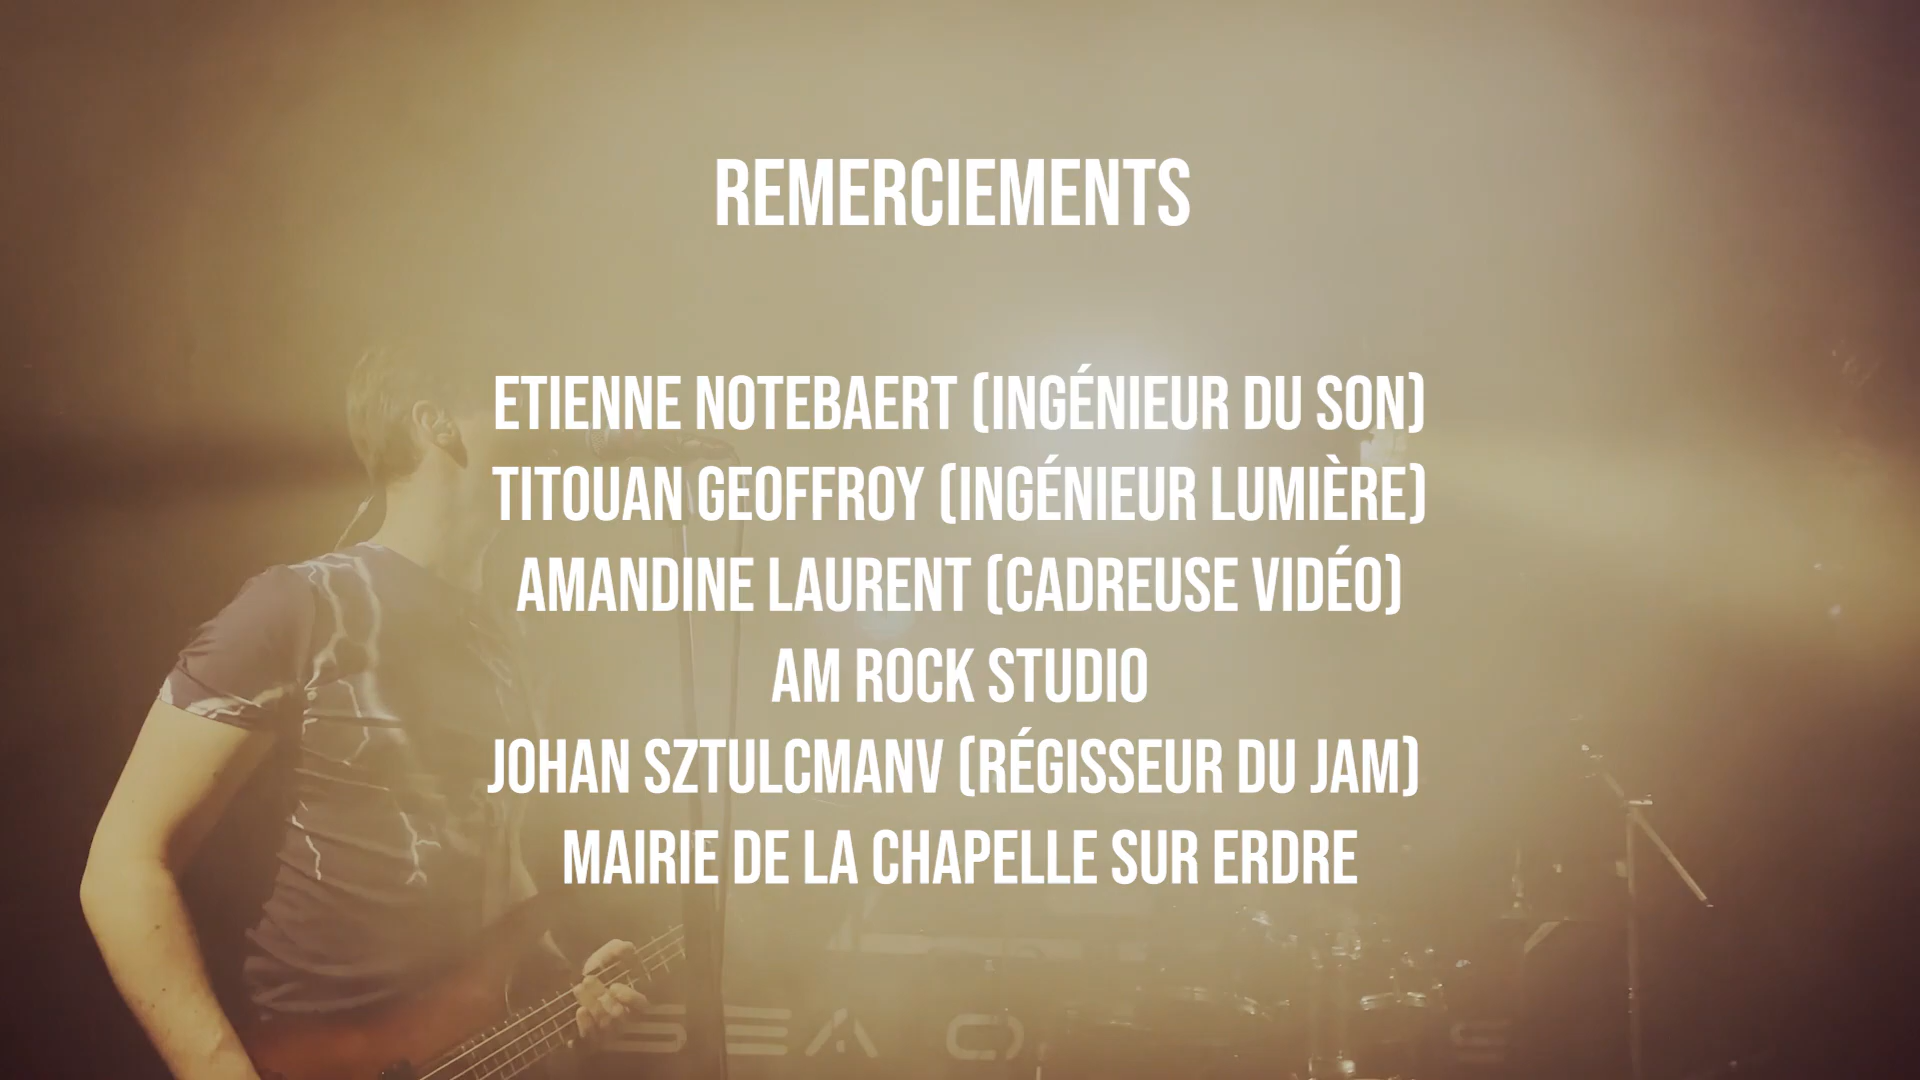 REMERCIEMENTS
ETIENNE NOTEBAERT (INGÉNIEUR DU SON)
TITOUAN GEOFFROY (INGÉNIEUR LUMIÈRE)
AMANDINE LAURENT (CADREUSE VIDÉO)
AM ROCK STUDIO
JOHAN SZTULCMANV (RÉGISSEUR DU JAM)
MAIRIE DE LA CHAPELLE SUR ERDRE